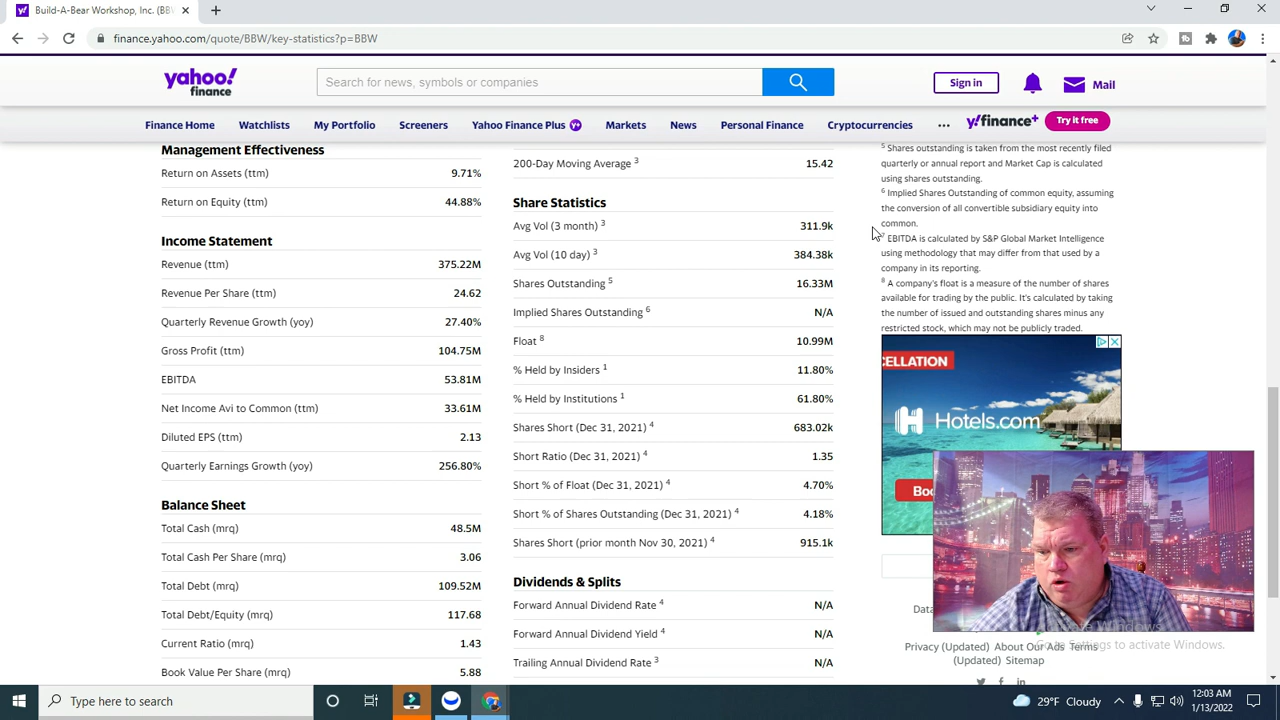 Build-A-Bear Workshop, Inc. (BBW
finance.yahoo.com/quote/BBW/key-statistics?p=BBW
yahoo!
finance
Search for news, symbols or companies
Sign in
Mail
Finance Home
Watchlists
My Portfolio
Screeners
Yahoo Finance Plus
Markets
News
Personal Finance
Cryptocurrencies
...
y!finance+
Try it free
Management Effectiveness
Return on Assets (ttm) 9.71%
Return on Equity (ttm) 44.88%
Income Statement
Revenue (ttm) 375.22M
Revenue Per Share (ttm) 24.62
Quarterly Revenue Growth (yoy) 27.40%
Gross Profit (ttm) 104.75M
EBITDA 53.81M
Net Income Avi to Common (ttm) 33.61M
Diluted EPS (ttm) 2.13
Quarterly Earnings Growth (yoy) 256.80%
Balance Sheet
Total Cash (mrq) 48.5M
Total Cash Per Share (mrq) 3.06
Total Debt (mrq) 109.52M
Total Debt/Equity (mrq) 117.68
Current Ratio (mrq) 1.43
Book Value Per Share (mrq) 5.88
200-Day Moving Average 3 15.42
Share Statistics
Avg Vol (3 month) 3 311.9k
Avg Vol (10 day) 3 384.38k
Shares Outstanding 5 16.33M
Implied Shares Outstanding 6 N/A
Float 8 10.99M
% Held by Insiders 1 11.80%
% Held by Institutions 1 61.80%
Shares Short (Dec 31, 2021) 4 683.02k
Short Ratio (Dec 31, 2021) 4 1.35
Short % of Float (Dec 31, 2021) 4 4.70%
Short % of Shares Outstanding (Dec 31, 2021) 4 4.18%
Shares Short (prior month Nov 30, 2021) 4 915.1k
Dividends & Splits
Forward Annual Dividend Rate 4 N/A
Forward Annual Dividend Yield 4 N/A
Trailing Annual Dividend Rate 3 N/A
5 Shares outstanding is taken from the most recently filed
quarterly or annual report and Market Cap is calculated
using shares outstanding.
6 Implied Shares Outstanding of common equity, assuming
the conversion of all convertible subsidiary equity into
common.
7 EBITDA is calculated by S&P Global Market Intelligence
using methodology that may differ from that used by a
company in its reporting.
8 A company's float is a measure of the number of shares
available for trading by the public. It's calculated by taking
the number of issued and outstanding shares minus any
restricted stock, which may not be publicly traded.
CELLATION
H Hotels.com
Boo
Data
Activate Windows
Go to Settings to activate Windows.
Privacy (Updated) About Our Ads Terms
(Updated) Sitemap
Type here to search
29°F Cloudy
12:03 AM
1/13/2022